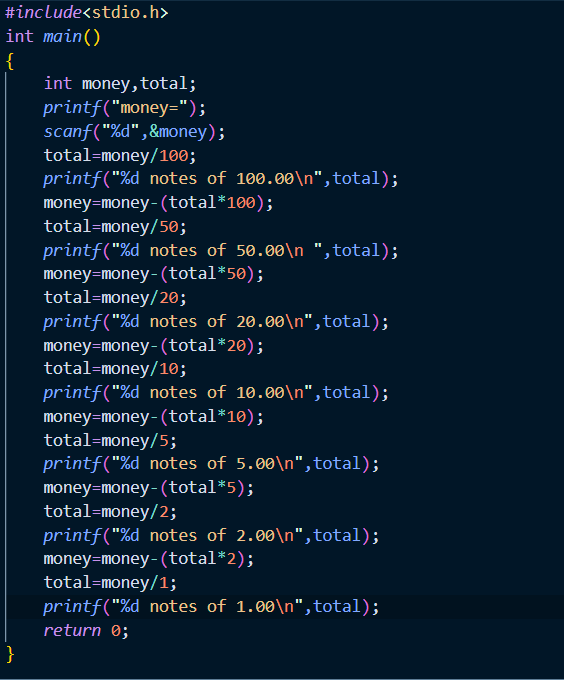 #include<stdio.h>
int main()
{
    int money,total;
    printf("money=");
    scanf("%d",&money);
    total=money/100;
    printf("%d notes of 100.00\n",total);
    money=money-(total*100);
    total=money/50;
    printf("%d notes of 50.00\n ",total);
    money=money-(total*50);
    total=money/20;
    printf("%d notes of 20.00\n",total);
    money=money-(total*20);
    total=money/10;
    printf("%d notes of 10.00\n",total);
    money=money-(total*10);
    total=money/5;
    printf("%d notes of 5.00\n",total);
    money=money-(total*5);
    total=money/2;
    printf("%d notes of 2.00\n",total);
    money=money-(total*2);
    total=money/1;
    printf("%d notes of 1.00\n",total);
    return 0;
}